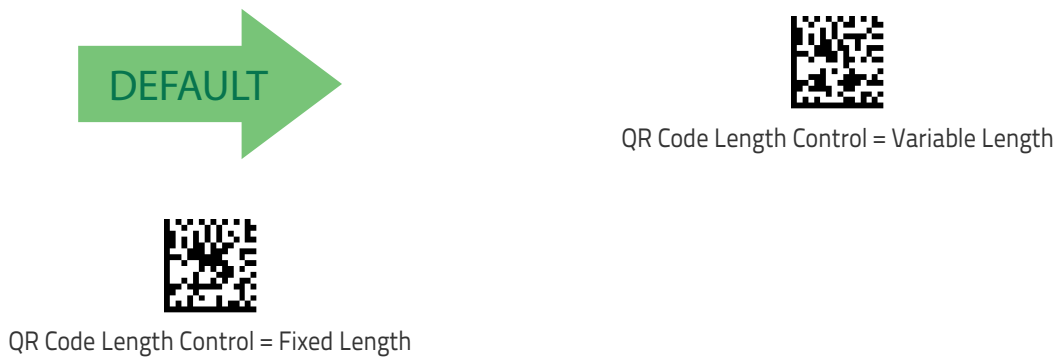 DEFAULT
QR Code Length Control = Variable Length
QR Code Length Control = Fixed Length